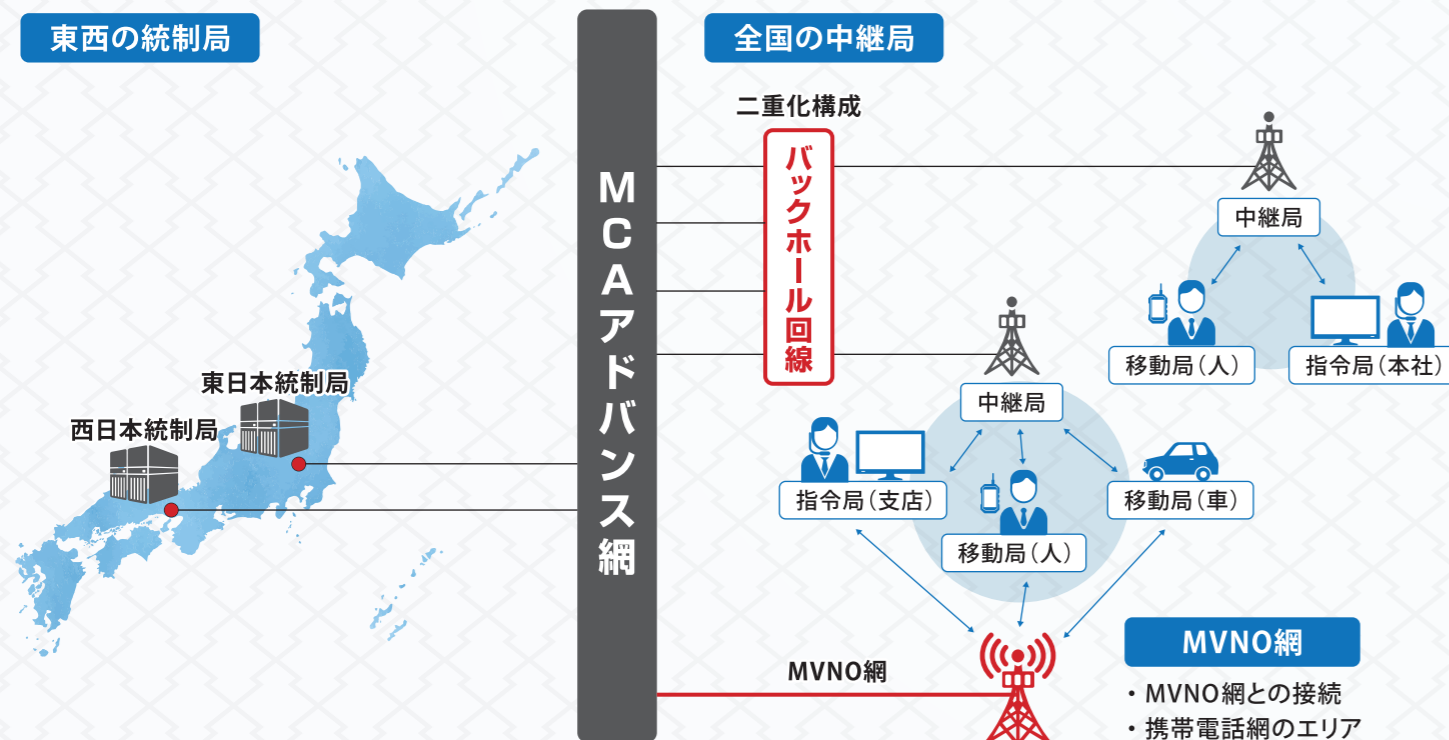 東西の統制局
東日本統制局
西日本統制局
MCAアドバンス網
全国の中継局
二重化構成
バックホール回線
中継局
移動局（人）
指令局（本社）
中継局
指令局（支店）
移動局（人）
移動局（車）
MVNO網
MVNO網
・MVNO網との接続
・携帯電話網のエリア